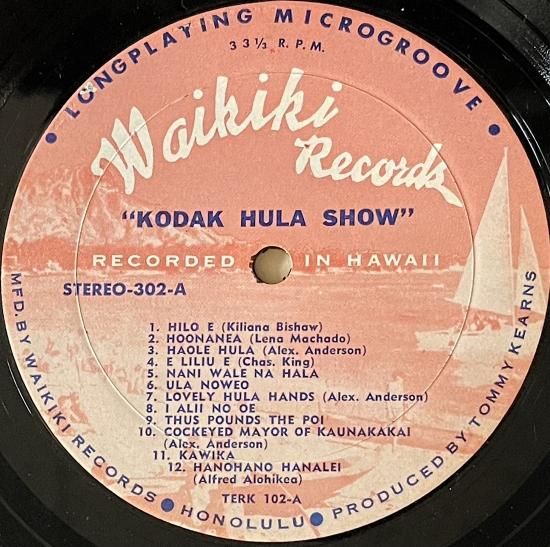 LONGPLAYING MICROGROOVE
33⅓ R.P.M.
Waikiki
Records
"KODAK HULA SHOW"
RECORDED IN HAWAII
STEREO-302-A
1. HILO E (Kiliana Bishaw)
2. HOONANEA (Lena Machado)
3. HAOLE HULA (Alex. Anderson)
4. E LILIU E (Chas. King)
5. NANI WALE NA HALA
6. ULA NOWEO
7. LOVELY HULA HANDS (Alex. Anderson)
8. I ALII NO OE
9. THUS POUNDS THE POI
10. COCKEYED MAYOR OF KAUNAKAKAI
(Alex. Anderson)
11. KAWIKA
12. HANOHANO HANALEI
(Alfred Alohikea)
TERK 102-A
MFD. BY WAIKIKI RECORDS • HONOLULU • PRODUCED BY TOMMY KEARNS